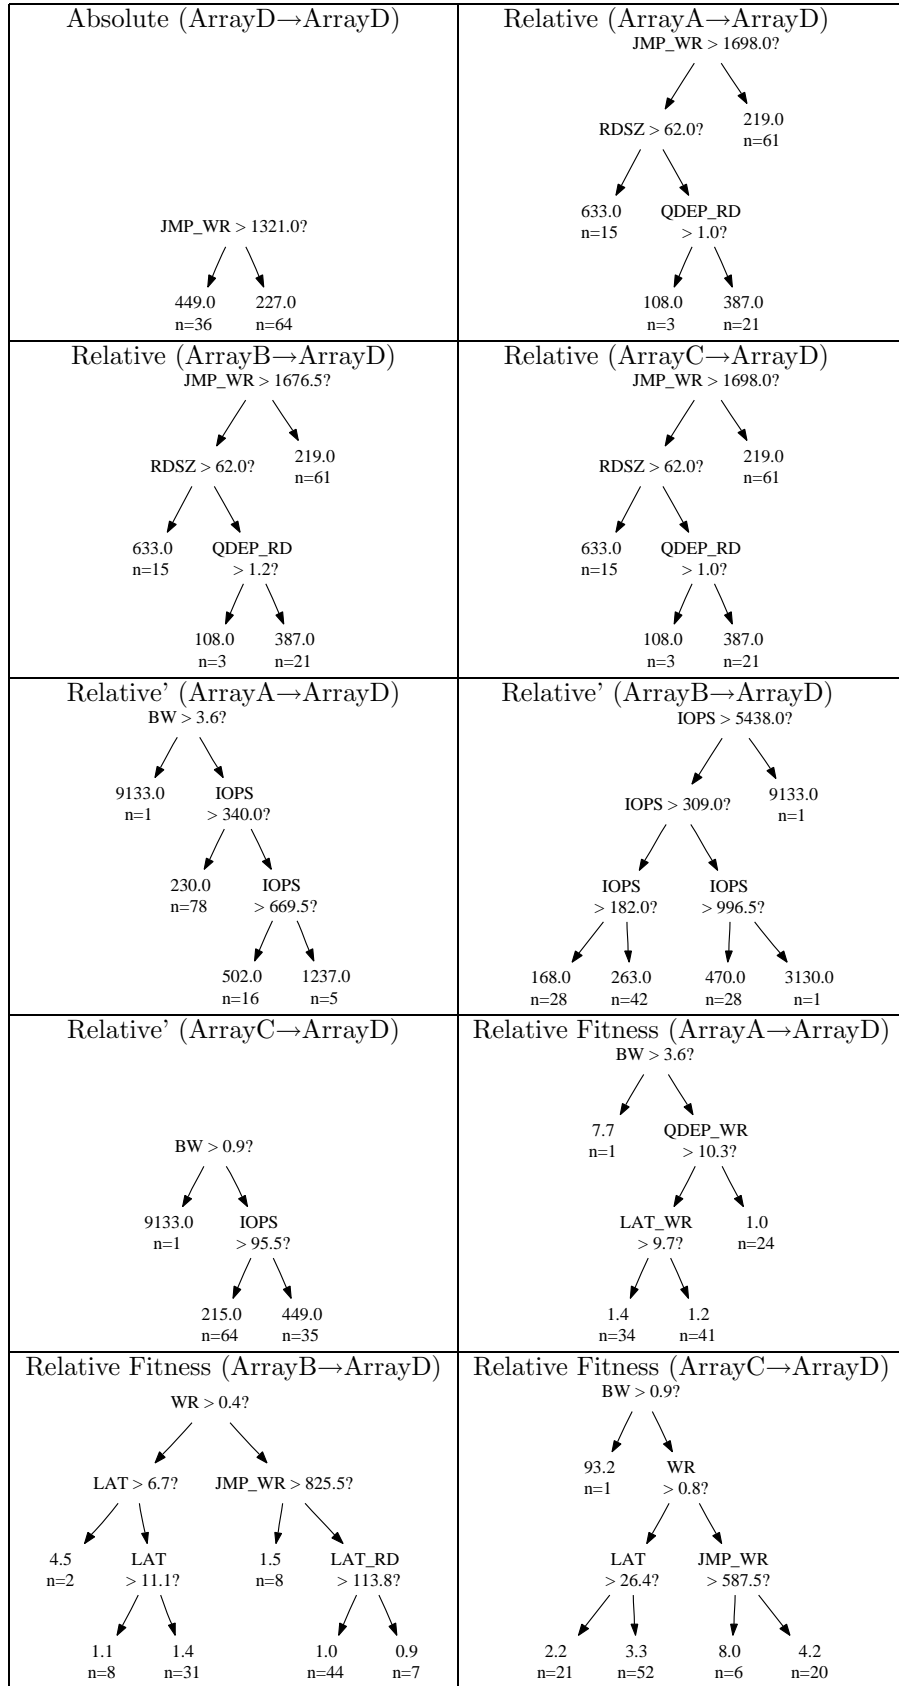 Absolute (ArrayD→ArrayD)
JMP_WR > 1321.0?
449.0
n=36
227.0
n=64
Relative (ArrayA→ArrayD)
JMP_WR > 1698.0?
RDSZ > 62.0?
219.0
n=61
633.0
n=15
QDEP_RD
> 1.0?
108.0
n=3
387.0
n=21
Relative (ArrayB→ArrayD)
JMP_WR > 1676.5?
RDSZ > 62.0?
219.0
n=61
633.0
n=15
QDEP_RD
> 1.2?
108.0
n=3
387.0
n=21
Relative (ArrayC→ArrayD)
JMP_WR > 1698.0?
RDSZ > 62.0?
219.0
n=61
633.0
n=15
QDEP_RD
> 1.0?
108.0
n=3
387.0
n=21
Relative' (ArrayA→ArrayD)
BW > 3.6?
9133.0
n=1
IOPS
> 340.0?
230.0
n=78
IOPS
> 669.5?
502.0
n=16
1237.0
n=5
Relative' (ArrayB→ArrayD)
IOPS > 5438.0?
IOPS > 309.0?
9133.0
n=1
IOPS
> 182.0?
IOPS
> 996.5?
168.0
n=28
263.0
n=42
470.0
n=28
3130.0
n=1
Relative' (ArrayC→ArrayD)
BW > 0.9?
9133.0
n=1
IOPS
> 95.5?
215.0
n=64
449.0
n=35
Relative Fitness (ArrayA→ArrayD)
BW > 3.6?
7.7
n=1
QDEP_WR
> 10.3?
LAT_WR
> 9.7?
1.0
n=24
1.4
n=34
1.2
n=41
Relative Fitness (ArrayB→ArrayD)
WR > 0.4?
LAT > 6.7?
JMP_WR > 825.5?
4.5
n=2
LAT
> 11.1?
1.5
n=8
LAT_RD
> 113.8?
1.1
n=8
1.4
n=31
1.0
n=44
0.9
n=7
Relative Fitness (ArrayC→ArrayD)
BW > 0.9?
93.2
n=1
WR
> 0.8?
LAT
> 26.4?
JMP_WR
> 587.5?
2.2
n=21
3.3
n=52
8.0
n=6
4.2
n=20